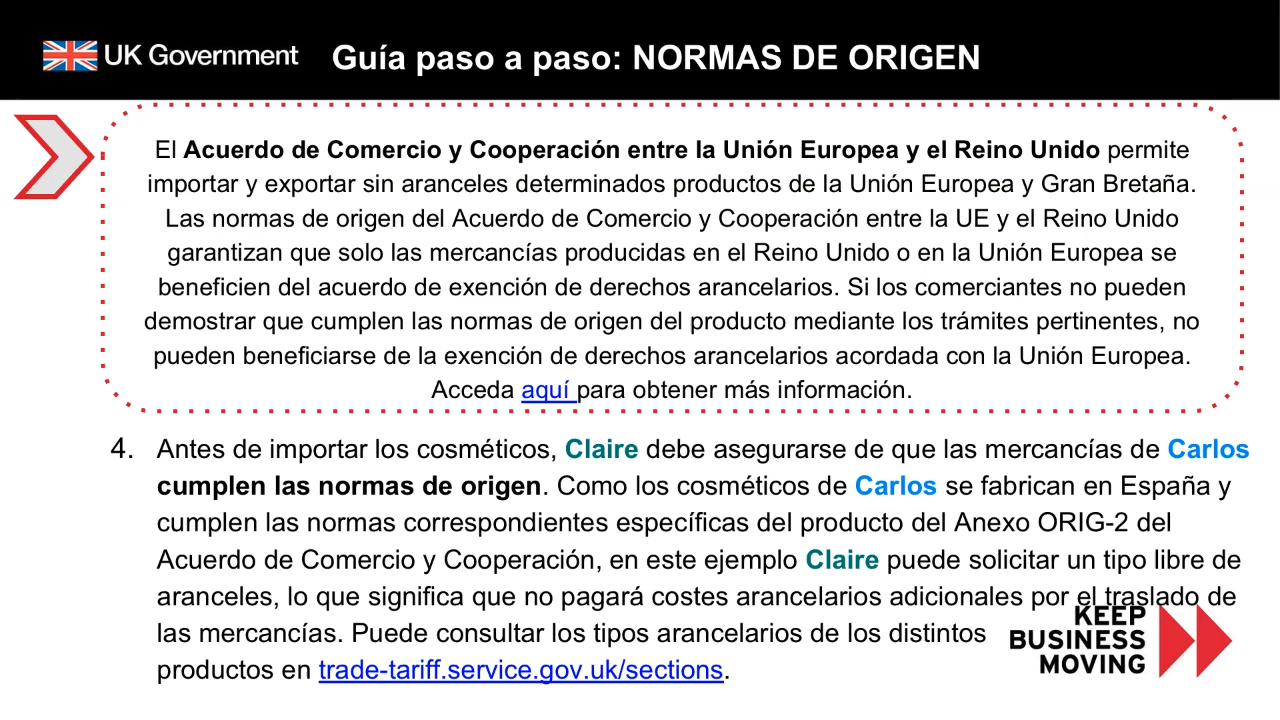 UK Government
Guía paso a paso: NORMAS DE ORIGEN
El Acuerdo de Comercio y Cooperación entre la Unión Europea y el Reino Unido permite
importar y exportar sin aranceles determinados productos de la Unión Europea y Gran Bretaña.
Las normas de origen del Acuerdo de Comercio y Cooperación entre la UE y el Reino Unido
garantizan que solo las mercancías producidas en el Reino Unido o en la Unión Europea se
beneficien del acuerdo de exención de derechos arancelarios. Si los comerciantes no pueden
demostrar que cumplen las normas de origen del producto mediante los trámites pertinentes, no
pueden beneficiarse de la exención de derechos arancelarios acordada con la Unión Europea.
Acceda aquí para obtener más información.
4. Antes de importar los cosméticos, Claire debe asegurarse de que las mercancías de Carlos
cumplen las normas de origen. Como los cosméticos de Carlos se fabrican en España y
cumplen las normas correspondientes específicas del producto del Anexo ORIG-2 del
Acuerdo de Comercio y Cooperación, en este ejemplo Claire puede solicitar un tipo libre de
aranceles, lo que significa que no pagará costes arancelarios adicionales por el traslado de
las mercancías. Puede consultar los tipos arancelarios de los distintos
productos en trade-tariff.service.gov.uk/sections.
KEEP
BUSINESS
MOVING